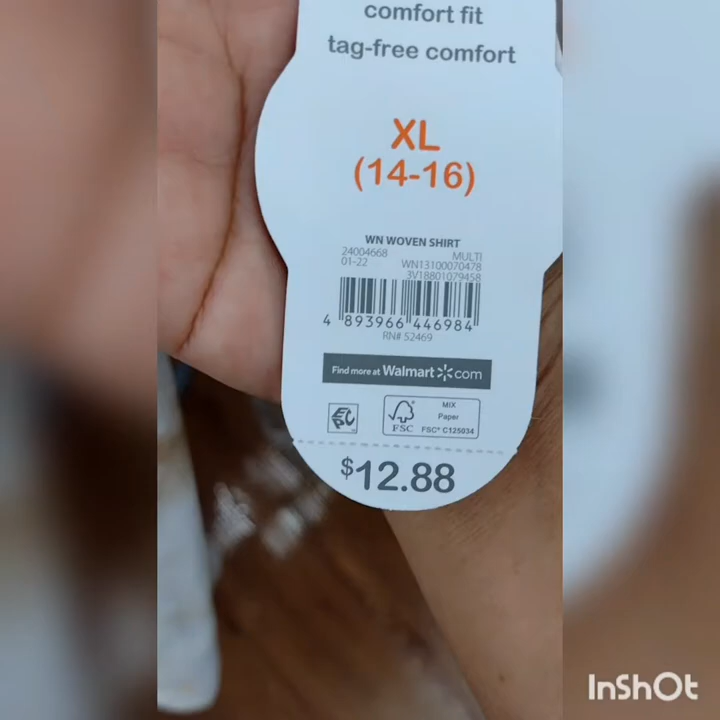 comfort fit
tag-free comfort
XL
(14-16)
WN WOVEN SHIRT
24004668 MULTI
01-22 WN13100070478
3V18801079458
4 893966 446984
RN# 52469
Find more at Walmart.com
EPC
FSC
MIX
Paper
FSC® C125034
$12.88
InShOt